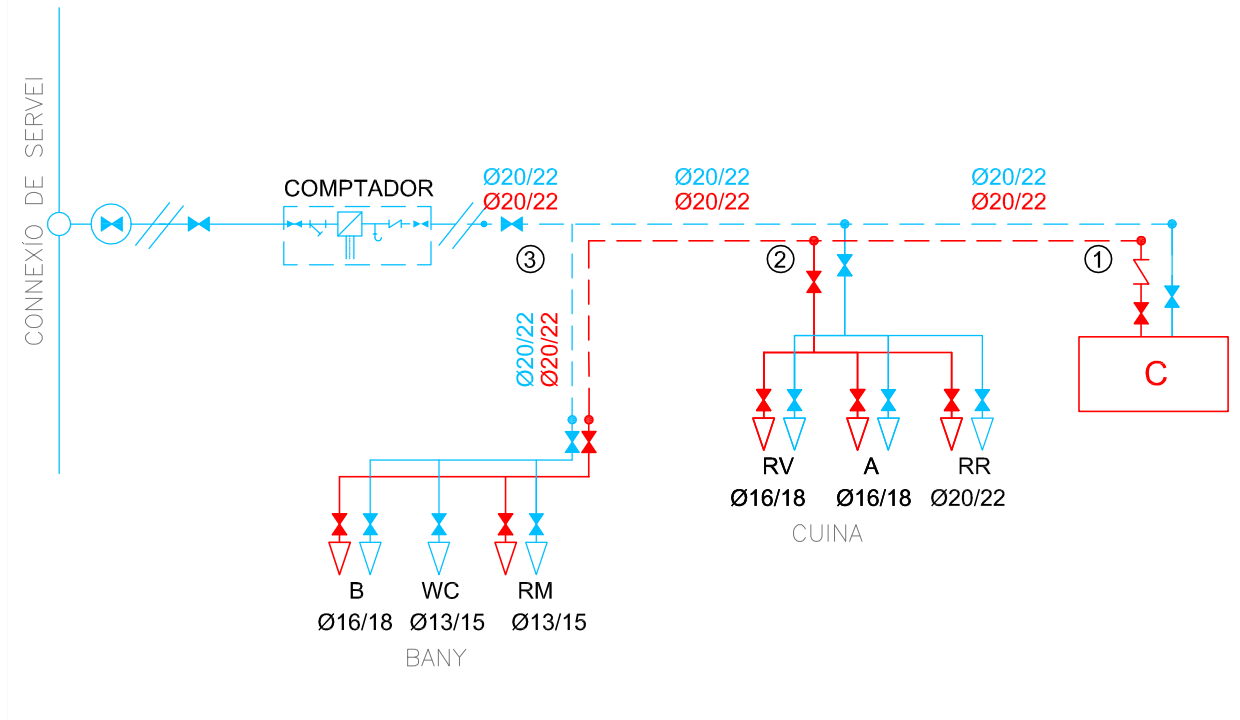 CONNEXÍO DE SERVEI
COMPTADOR
Ø20/22
Ø20/22
Ø20/22
Ø20/22
Ø20/22
Ø20/22
3
2
1
Ø20/22
Ø20/22
C
RV
A
RR
Ø16/18
Ø16/18
Ø20/22
CUINA
B
WC
RM
Ø16/18
Ø13/15
Ø13/15
BANY